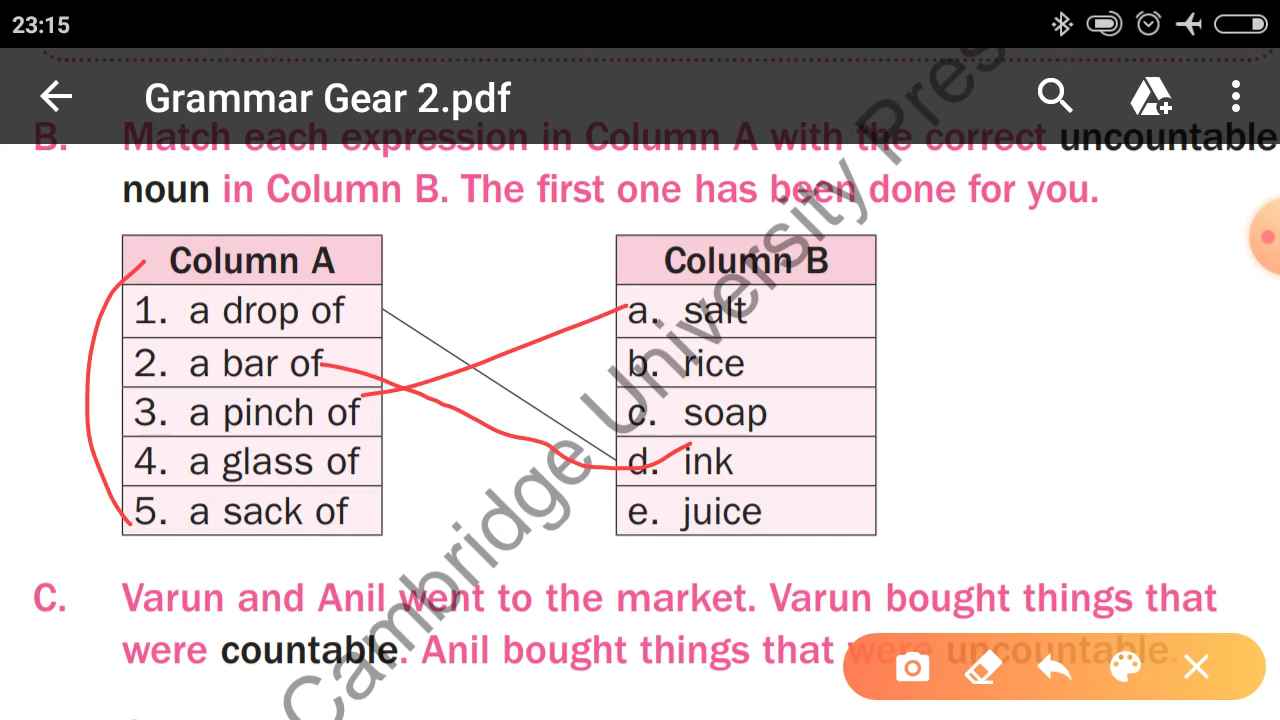 23:15
Grammar Gear 2.pdf
B. Match each expression in Column A with the correct uncountable
noun in Column B. The first one has been done for you.
Column A Column B
1. a drop of a. salt
2. a bar of b. rice
3. a pinch of c. soap
4. a glass of d. ink
5. a sack of e. juice
C. Varun and Anil went to the market. Varun bought things that
were countable. Anil bought things that were uncountable.
Cambridge University Press